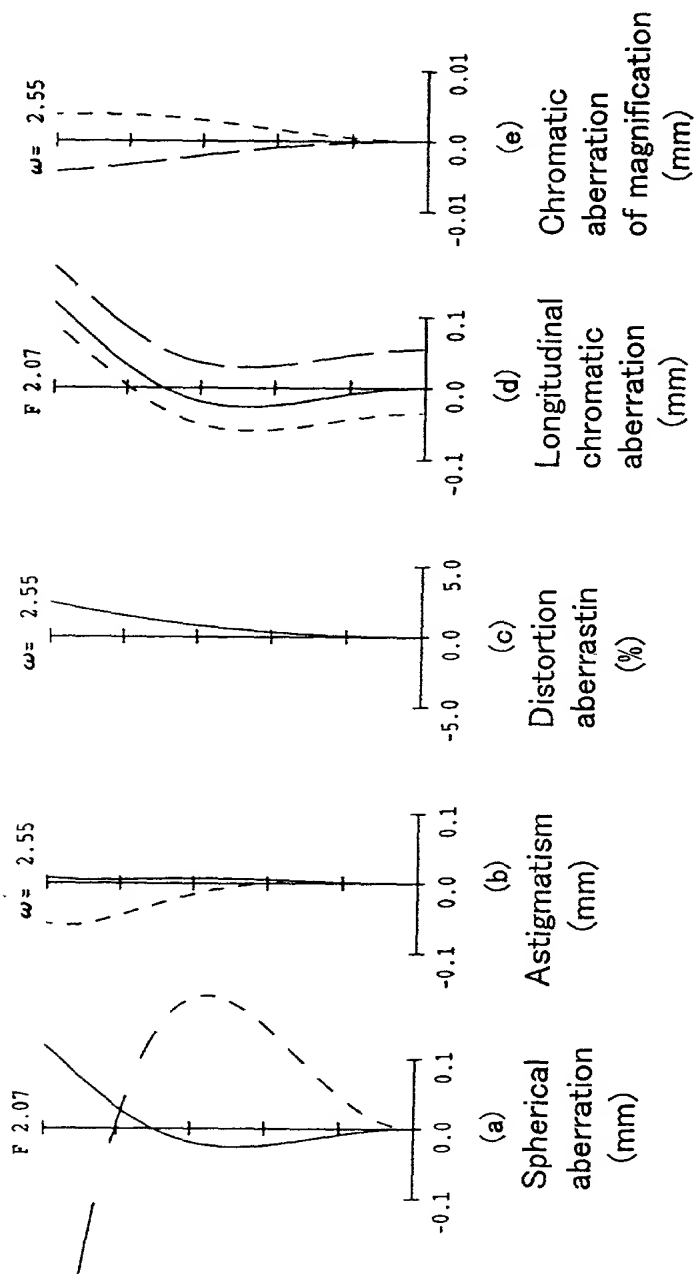 F 2.07
-0.1 0.0 0.1
(a)
Spherical
aberration
(mm)
ω= 2.55
-0.1 0.0 0.1
(b)
Astigmatism
(mm)
ω= 2.55
-5.0 0.0 5.0
(c)
Distortion
aberrastin
(%)
F 2.07
-0.1 0.0 0.1
(d)
Longitudinal
chromatic
aberration
(mm)
ω= 2.55
-0.01 0.0 0.01
(e)
Chromatic
aberration
of magnification
(mm)